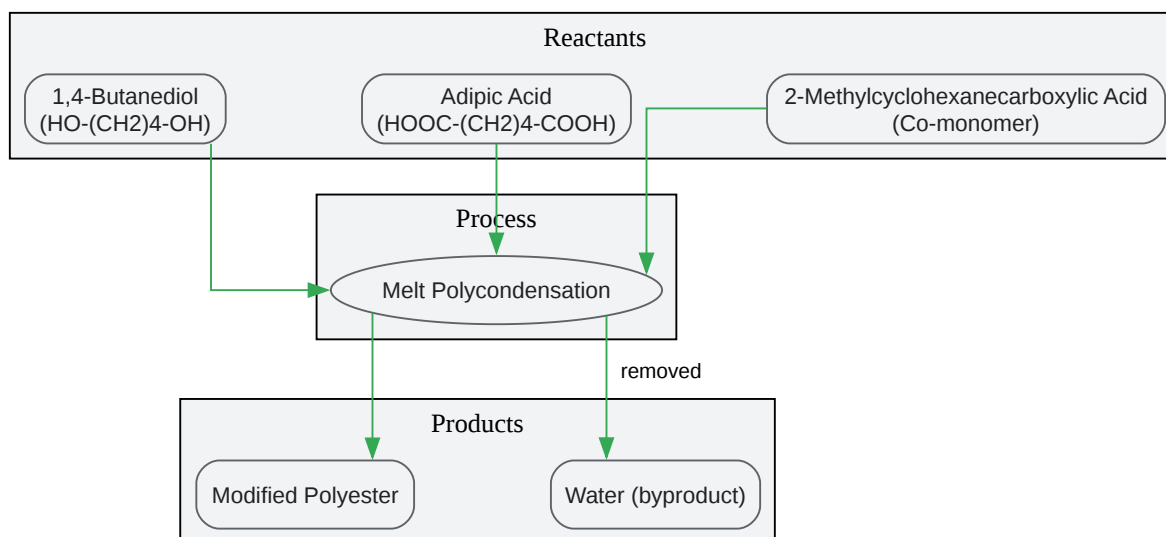 Reactants
1,4-Butanediol
(HO-(CH2)4-OH)
Adipic Acid
(HOOC-(CH2)4-COOH)
2-Methylcyclohexanecarboxylic Acid
(Co-monomer)
Process
Melt Polycondensation
removed
Products
Modified Polyester
Water (byproduct)